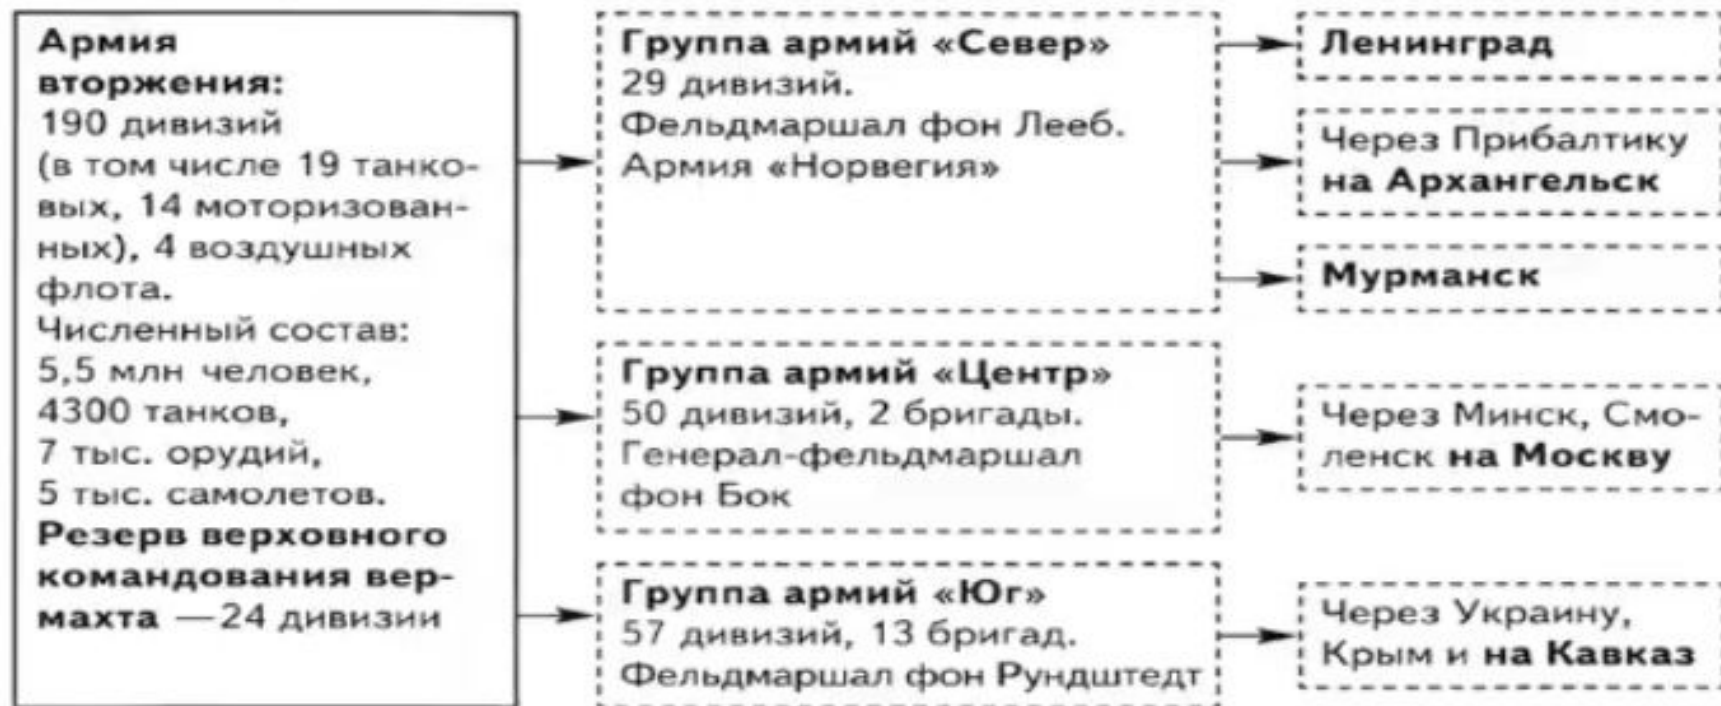 Армия
вторжения:
190 дивизий
(в том числе 19 танко-
вых, 14 моторизован-
ных), 4 воздушных
флота.
Численный состав:
5,5 млн человек,
4300 танков,
7 тыс. орудий,
5 тыс. самолетов.
Резерв верховного
командования вер-
махта —24 дивизии
Группа армий «Север»
29 дивизий.
Фельдмаршал фон Лееб.
Армия «Норвегия»
Ленинград
Через Прибалтику
на Архангельск
Мурманск
Группа армий «Центр»
50 дивизий, 2 бригады.
Генерал-фельдмаршал
фон Бок
Через Минск, Смо-
ленск на Москву
Группа армий «Юг»
57 дивизий, 13 бригад.
Фельдмаршал фон Рундштедт
Через Украину,
Крым и на Кавказ